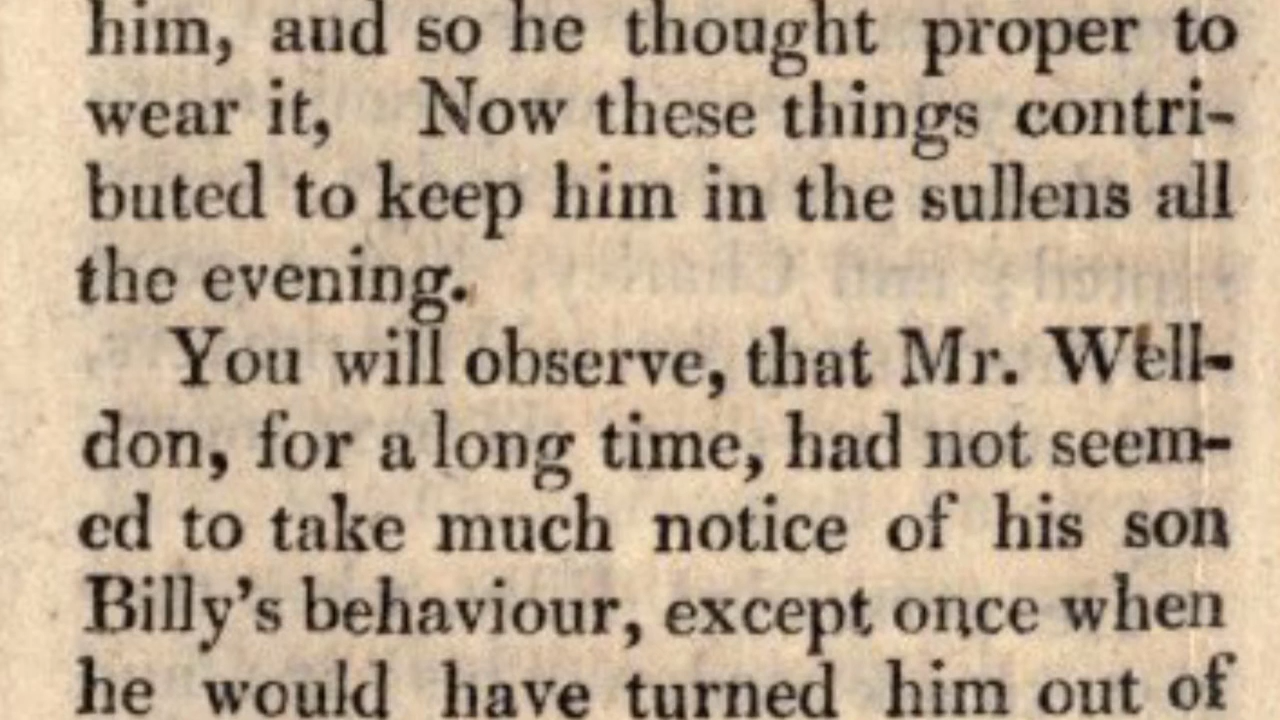 him, and so he thought proper to
wear it, Now these things contri-
buted to keep him in the sullens all
the evening.
You will observe, that Mr. Well-
don, for a long time, had not seem-
ed to take much notice of his son
Billy's behaviour, except once when
he would have turned him out of